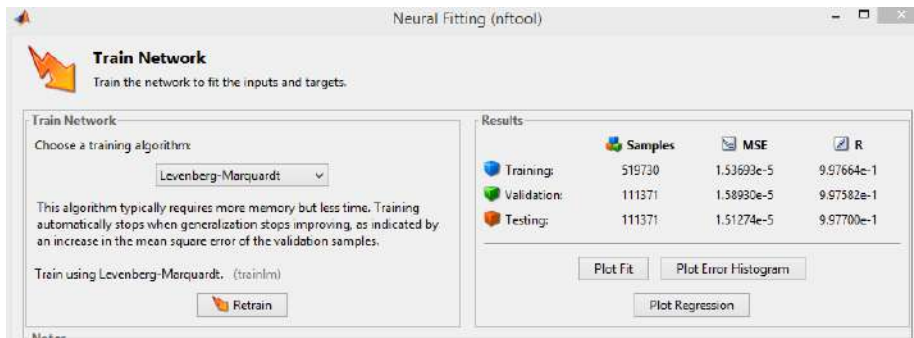 Neural Fitting (nftool)
Train Network
Train the network to fit the inputs and targets.
Train Network
Choose a training algorithm:
Levenberg-Marquardt
This algorithm typically requires more memory but less time. Training
automatically stops when generalization stops improving, as indicated by
an increase in the mean square error of the validation samples.
Train using Levenberg-Marquardt. (trainlm)
Retrain
Results
Samples MSE R
Training: 519730 1.53693e-5 9.97664e-1
Validation: 111371 1.58930e-5 9.97582e-1
Testing: 111371 1.51274e-5 9.97700e-1
Plot Fit Plot Error Histogram
Plot Regression
Notes